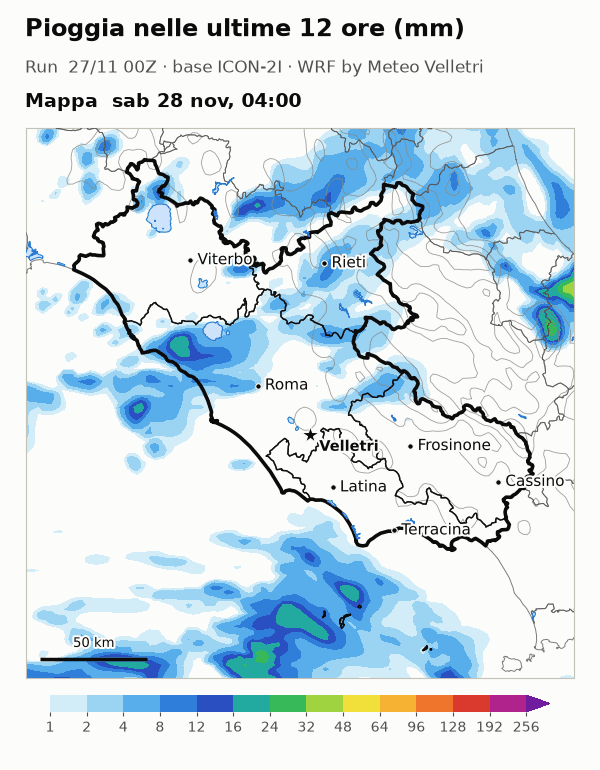 Pioggia nelle ultime 12 ore (mm)
Run  27/11 00Z · base ICON-2I · WRF by Meteo Velletri
Mappa  sab 28 nov, 04:00
Viterbo
Rieti
Roma
Velletri
Frosinone
Cassino
Latina
Terracina
50 km
1 2 4 8 12 16 24 32 48 64 96 128 192 256